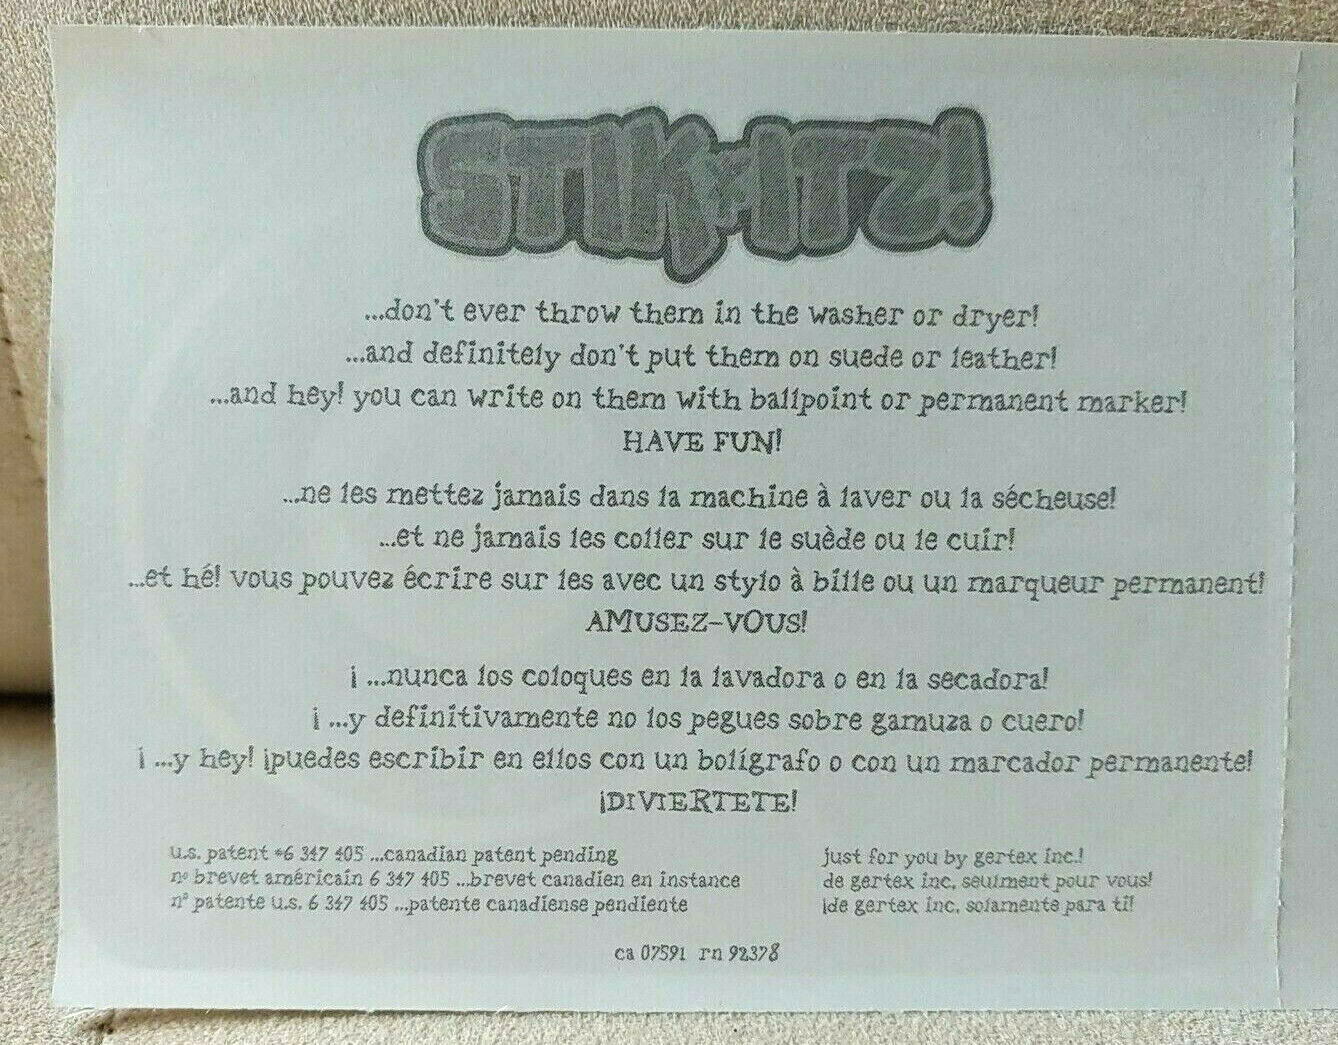 STIK-ITZ!
...don't ever throw them in the washer or dryer!
...and definitely don't put them on suede or leather!
...and hey! you can write on them with ballpoint or permanent marker!
HAVE FUN!
...ne les mettez jamais dans la machine à laver ou la sécheuse!
...et ne jamais les coller sur le suède ou le cuir!
...et hé! vous pouvez écrire sur les avec un stylo à bille ou un marqueur permanent!
AMUSEZ-VOUS!
¡ ...nunca los coloques en la lavadora o en la secadora!
¡ ...y definitivamente no los pegues sobre gamuza o cuero!
¡ ...y hey! ¡puedes escribir en ellos con un bolígrafo o con un marcador permanente!
¡DIVIERTETE!
u.s. patent #6 347 405 ...canadian patent pending
nº brevet américain 6 347 405 ...brevet canadien en instance
nº patente u.s. 6 347 405 ...patente canadiense pendiente
just for you by gertex inc.!
de gertex inc. seulment pour vous!
¡de gertex inc. solamente para ti!
ca 07591 rn 92378